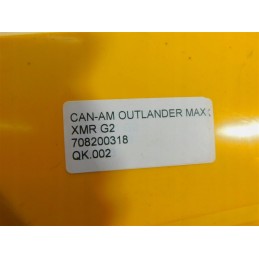 CAN-AM OUTLANDER MAX
XMR G2
708200318
QK.002